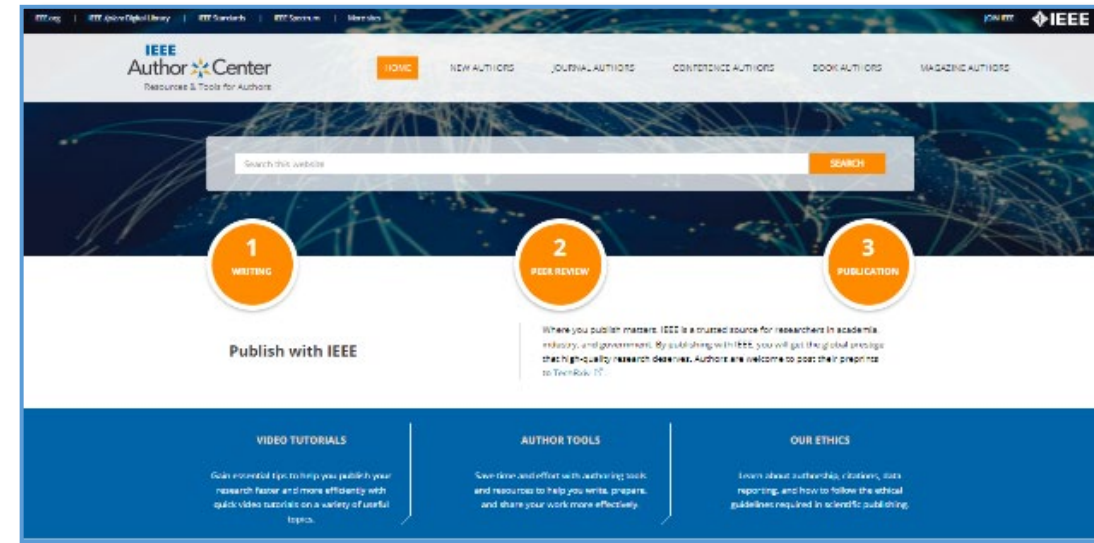 IEEE.org | IEEE Xplore Digital Library | IEEE Standards | IEEE Spectrum | More sites
JOIN IEEE
IEEE
IEEE
Author Center
Resources & Tools for Authors
HOME
NEW AUTHORS
JOURNAL AUTHORS
CONFERENCE AUTHORS
BOOK AUTHORS
MAGAZINE AUTHORS
Search this website
SEARCH
1
WRITING
2
PEER REVIEW
3
PUBLICATION
Publish with IEEE
Where you publish matters. IEEE is a trusted source for researchers in academia,
industry, and government. By publishing with IEEE, you will get the global prestige
that high-quality research deserves. Authors are welcome to post their preprints
to TechRxiv.
VIDEO TUTORIALS
Gain essential tips to help you publish your
research faster and more efficiently with
quick video tutorials on a variety of useful
topics.
AUTHOR TOOLS
Save time and effort with authoring tools
and resources to help you write, prepare,
and share your work more effectively.
OUR ETHICS
Learn about authorship, citations, data
reporting, and how to follow the ethical
guidelines required in scientific publishing.